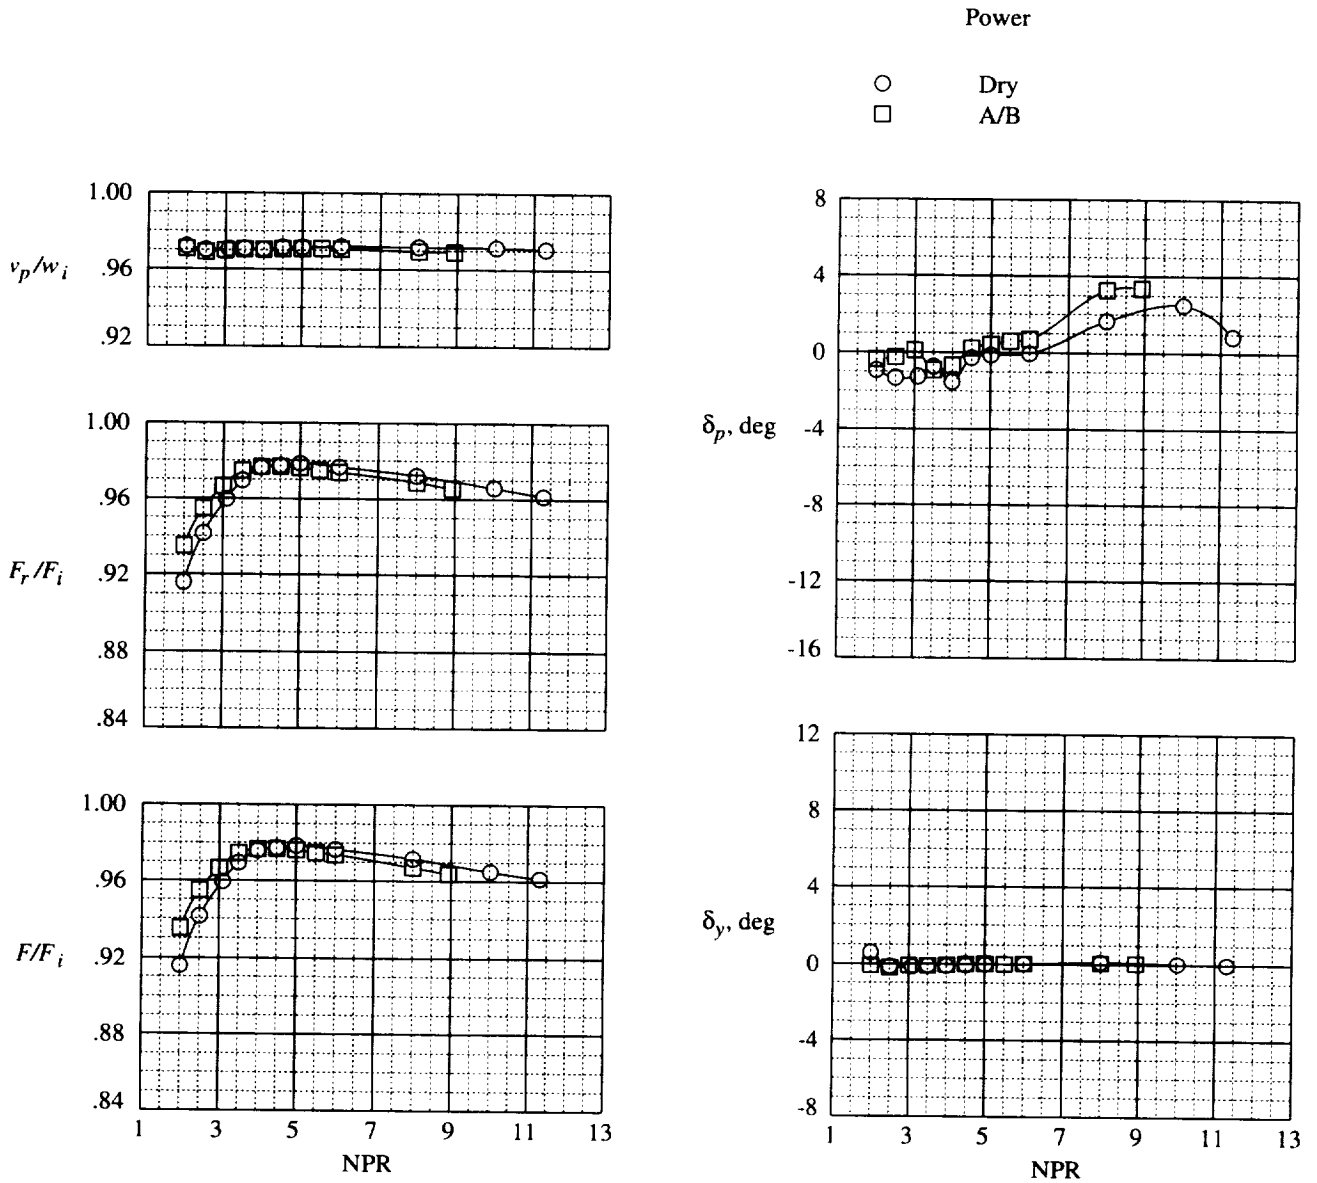 Power
Dry
A/B
1.00
.96
.92
v_p/w_i
1.00
.96
.92
.88
.84
F_r/F_i
1.00
.96
.92
.88
.84
F/F_i
1 3 5 7 9 11 13
NPR
8
4
0
-4
-8
-12
-16
δ_p, deg
12
8
4
0
-4
-8
δ_y, deg
1 3 5 7 9 11 13
NPR